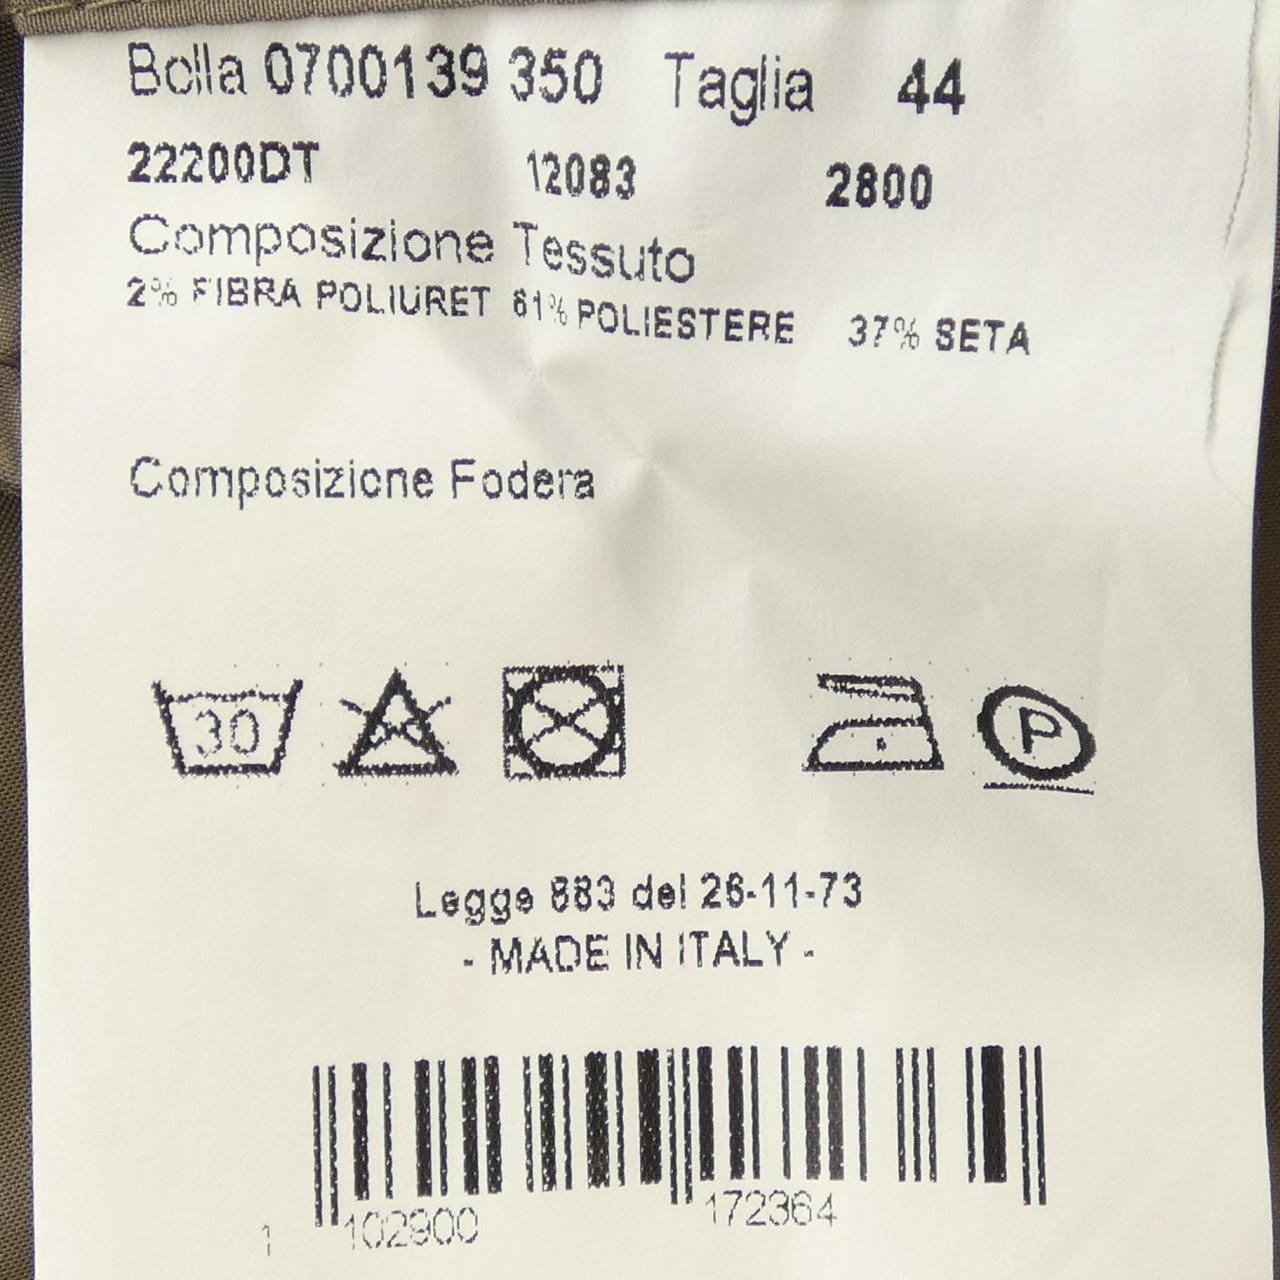 Bolla 0700139 350 Taglia 44
22200DT 12083 2800
Composizione Tessuto
2% FIBRA POLIURET 61% POLIESTERE 37% SETA
Composizione Fodera
30
P
Legge 883 del 26-11-73
- MADE IN ITALY -
1 102900 172364